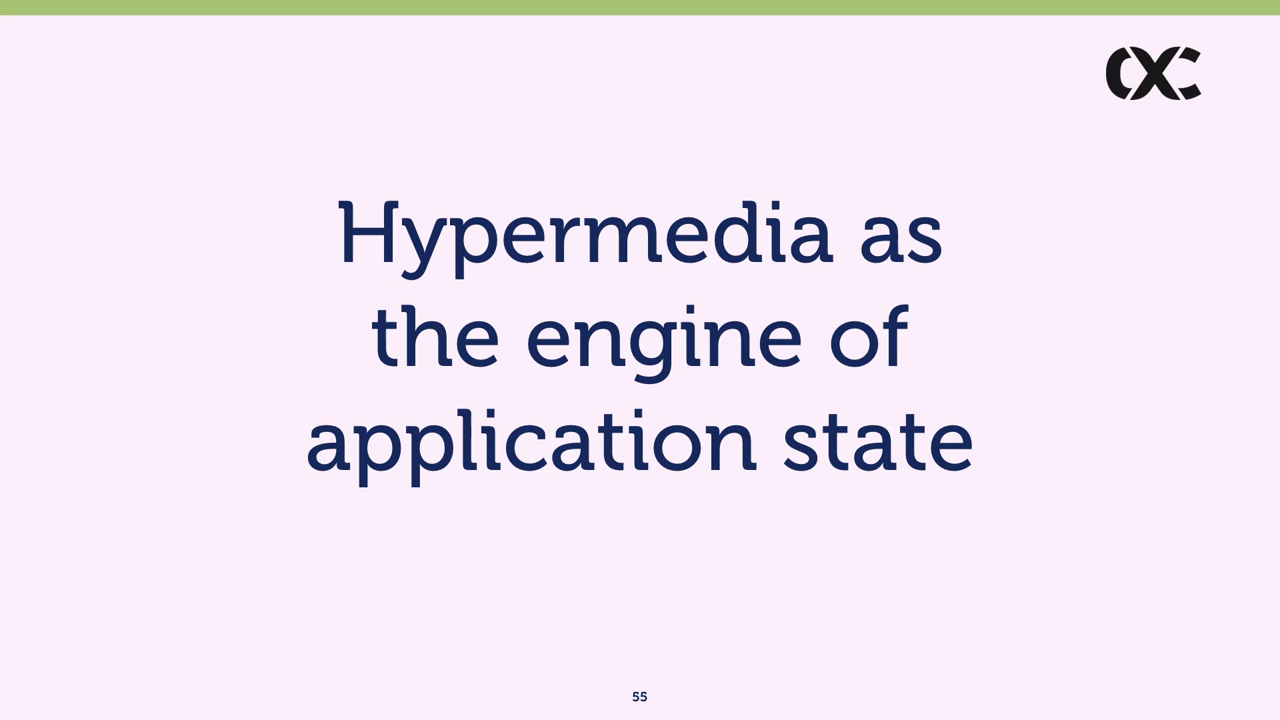 Hypermedia as
the engine of
application state
55